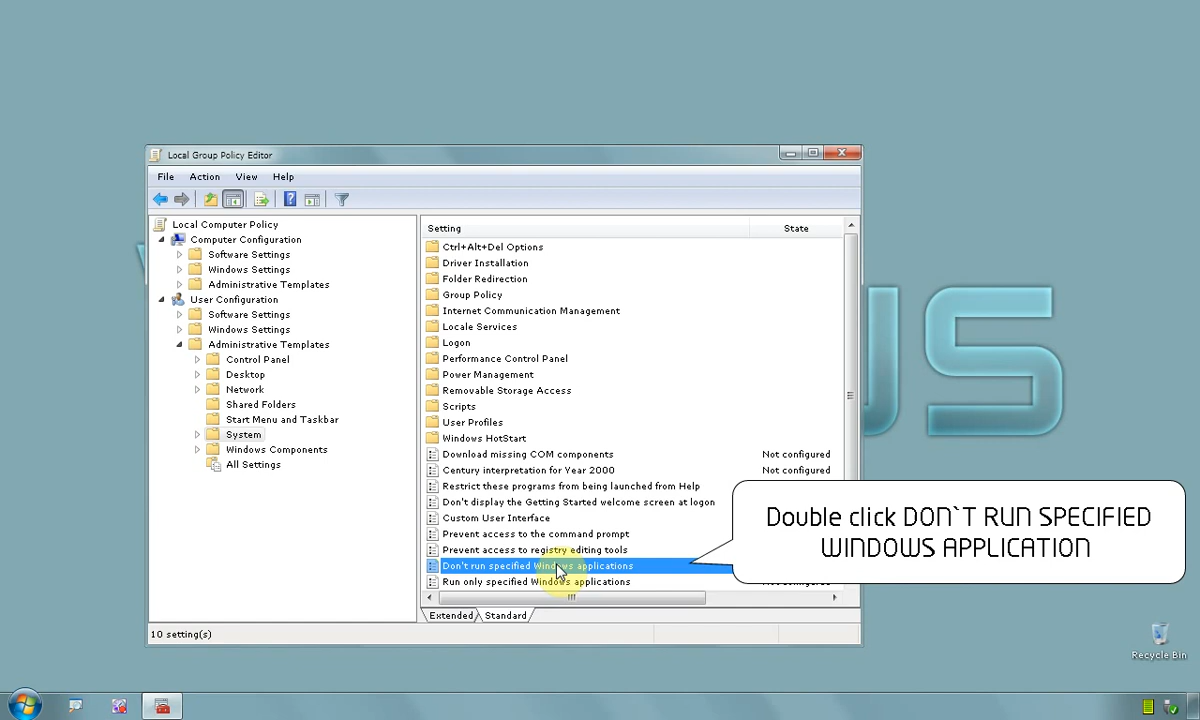 Local Group Policy Editor
File Action View Help
Local Computer Policy
Computer Configuration
Software Settings
Windows Settings
Administrative Templates
User Configuration
Software Settings
Windows Settings
Administrative Templates
Control Panel
Desktop
Network
Shared Folders
Start Menu and Taskbar
System
Windows Components
All Settings
Setting State
Ctrl+Alt+Del Options
Driver Installation
Folder Redirection
Group Policy
Internet Communication Management
Locale Services
Logon
Performance Control Panel
Power Management
Removable Storage Access
Scripts
User Profiles
Windows HotStart
Download missing COM components Not configured
Century interpretation for Year 2000 Not configured
Restrict these programs from being launched from Help
Don't display the Getting Started welcome screen at logon
Custom User Interface
Prevent access to the command prompt
Prevent access to registry editing tools
Don't run specified Windows applications
Run only specified Windows applications
Extended Standard
10 setting(s)
Double click DON`T RUN SPECIFIED
WINDOWS APPLICATION
Recycle Bin